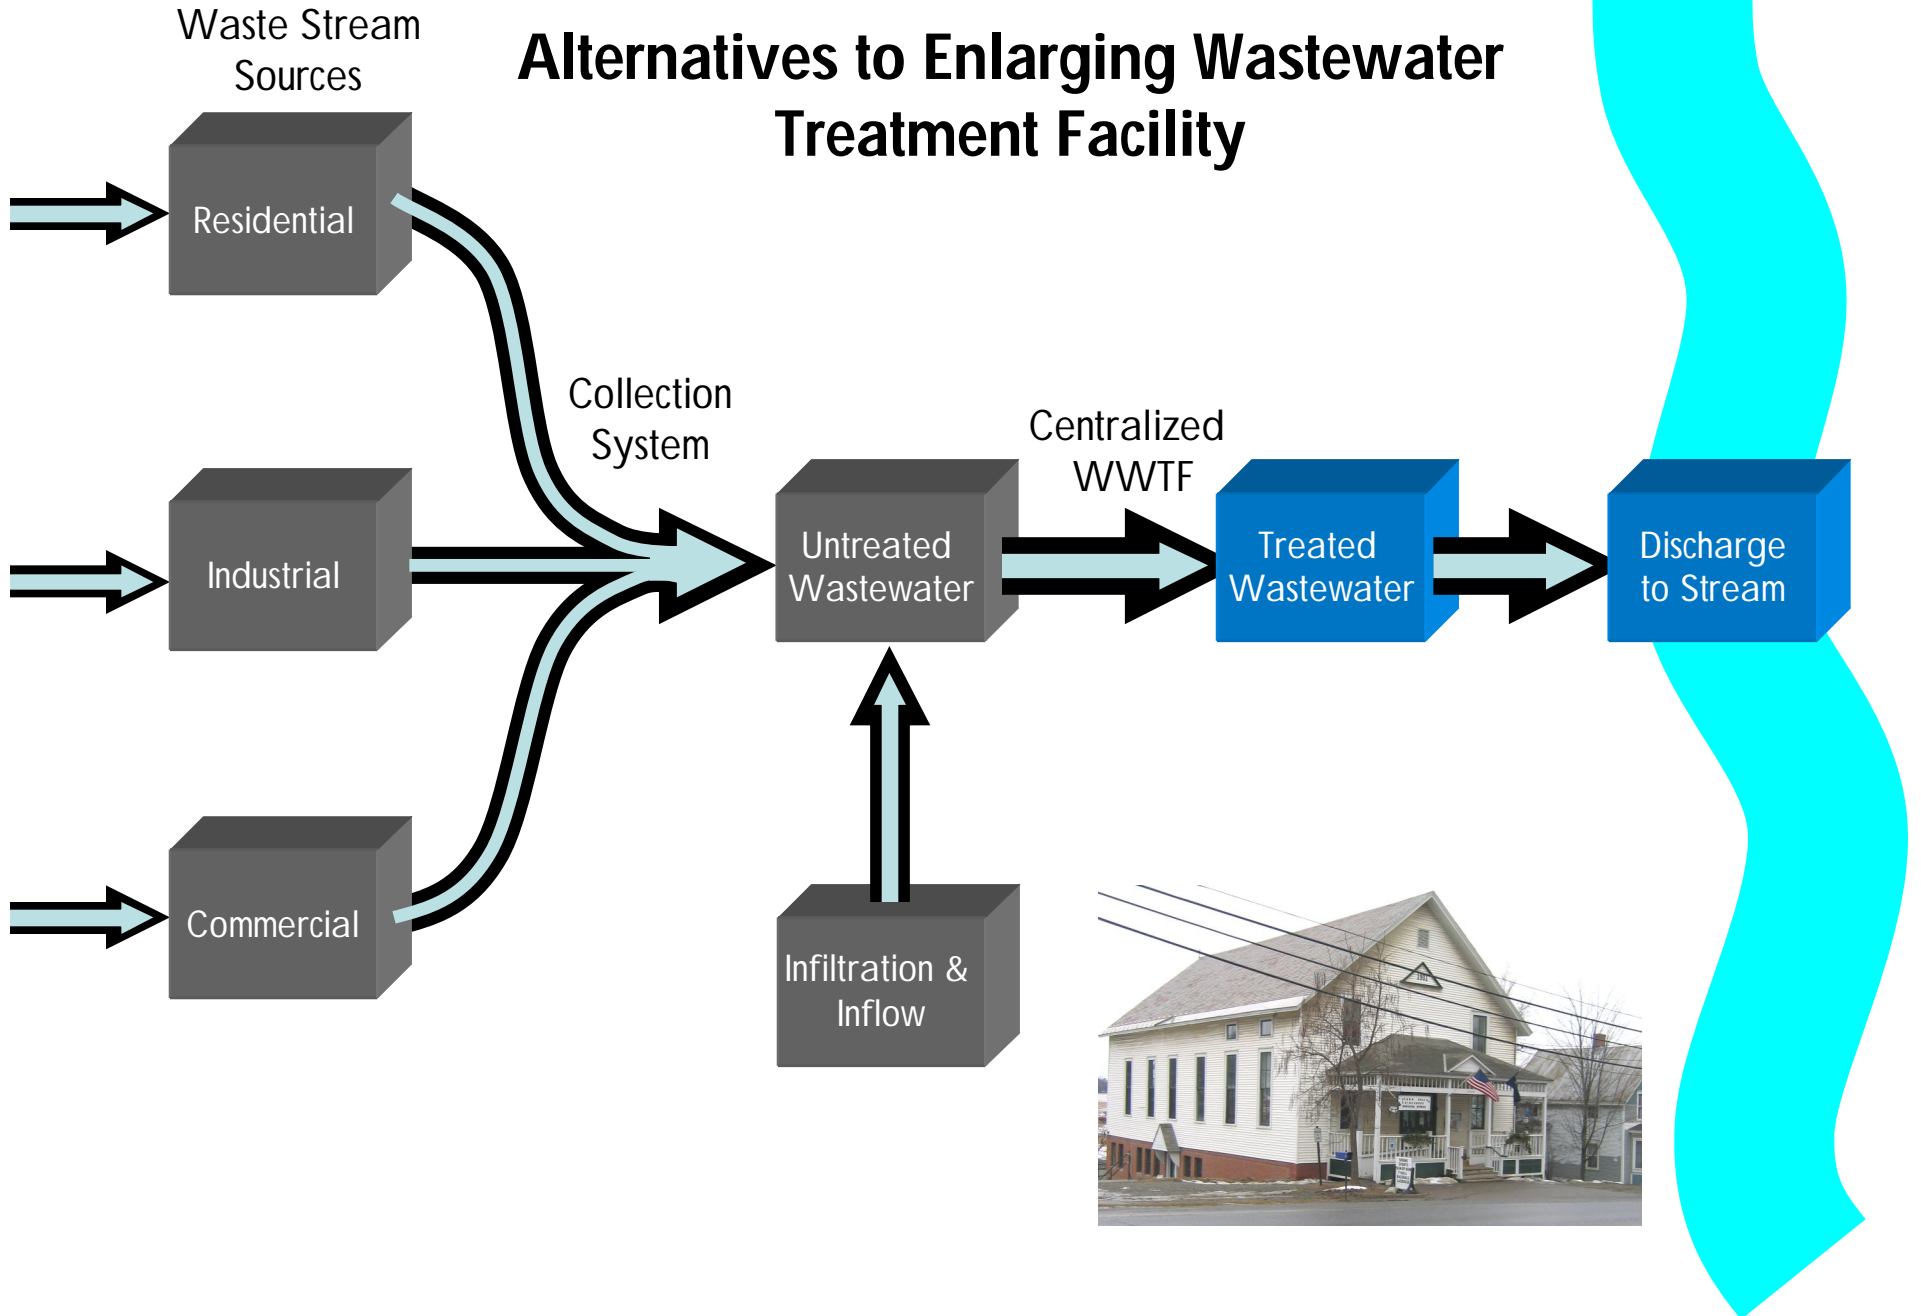 Waste Stream
Sources
Alternatives to Enlarging Wastewater
Treatment Facility
Residential
Collection
System
Centralized
WWTF
Industrial
Untreated
Wastewater
Treated
Wastewater
Discharge
to Stream
Commercial
Infiltration &
Inflow